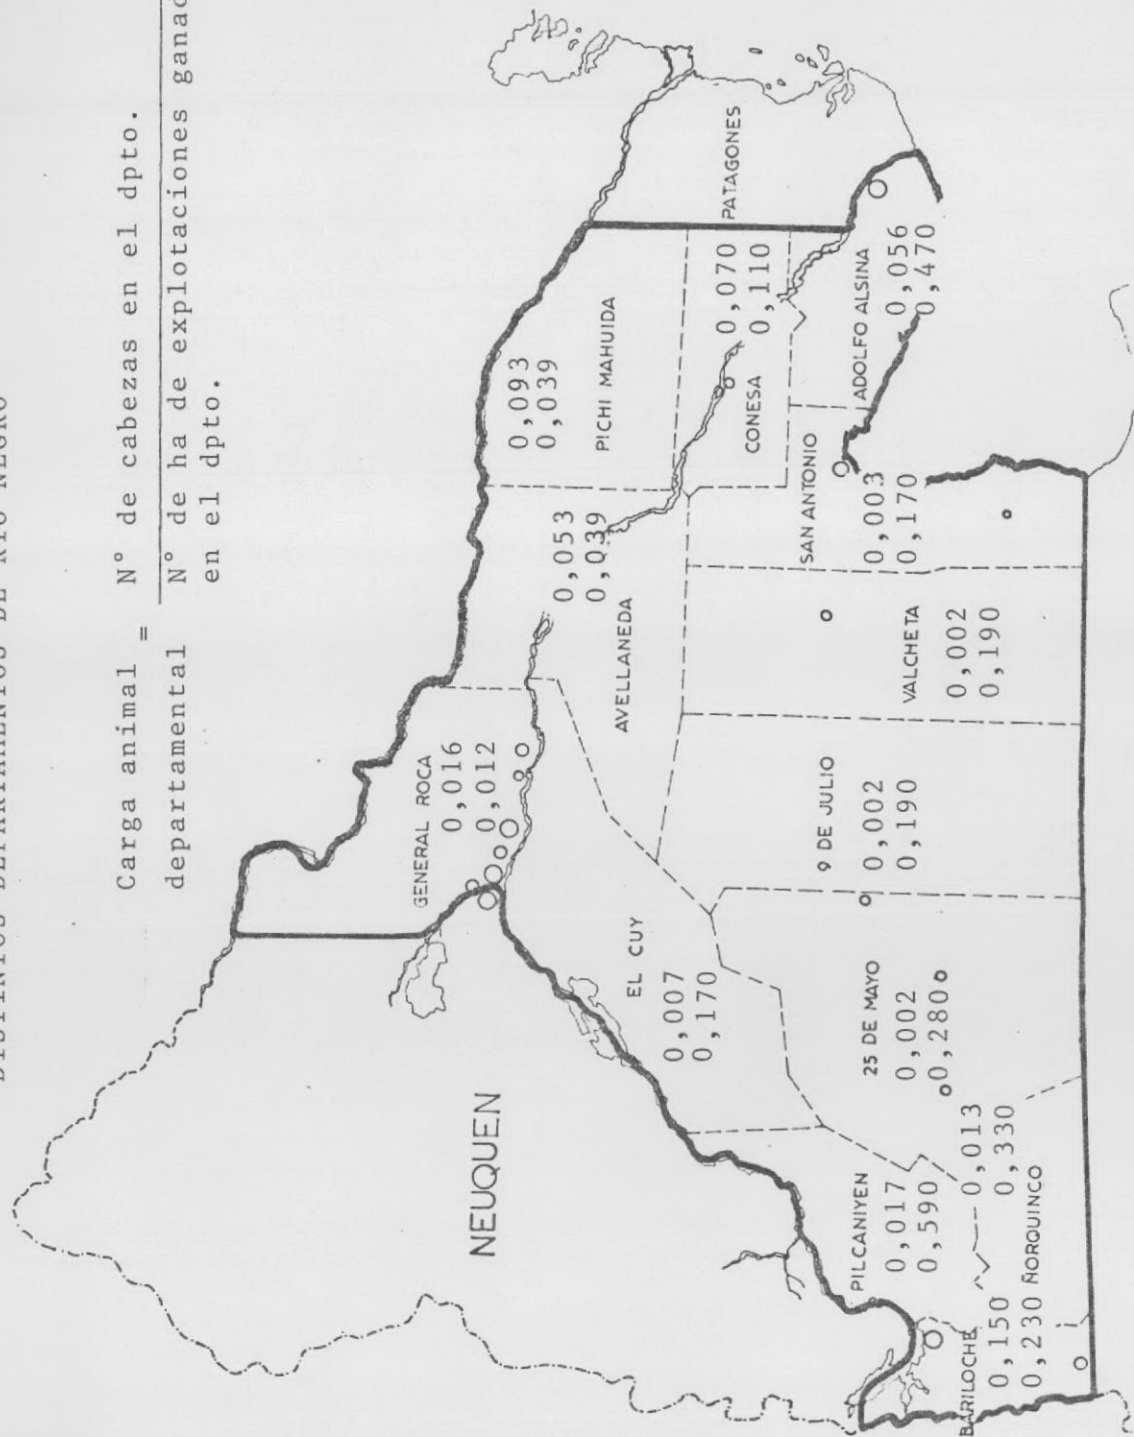 Carga animal departamental = N° de cabezas en el dpto.
N° de ha de explotaciones
en el dpto.
NEUQUEN
GENERAL ROCA
0,016
0,012
PICHI MAHUIDA
0,093
0,039
PATAGONES
AVELLANEDA
0,053
0,039
CONESA
0,070
0,110
EL CUY
0,007
0,170
ADOLFO ALSINA
0,056
0,470
SAN ANTONIO
0,003
0,170
VALCHETA
0,002
0,190
9 DE JULIO
0,002
0,190
25 DE MAYO
0,002
0,280
PILCANIYEN
0,017
0,590
BARILOCHE
0,150
0,230
ÑORQUINCO
0,013
0,330